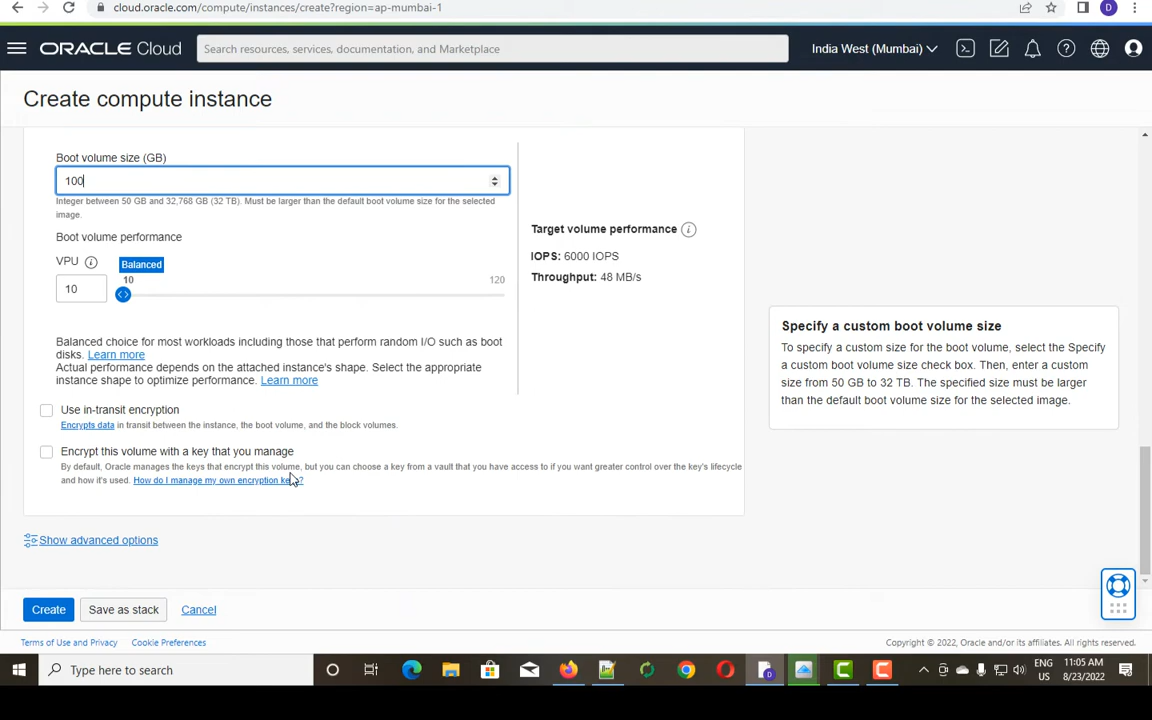 cloud.oracle.com/compute/instances/create?region=ap-mumbai-1
D
ORACLE Cloud
Search resources, services, documentation, and Marketplace
India West (Mumbai)
Create compute instance
Boot volume size (GB)
100
Integer between 50 GB and 32,768 GB (32 TB). Must be larger than the default boot volume size for the selected
image.
Boot volume performance
VPU
Balanced
10
120
10
Target volume performance
IOPS: 6000 IOPS
Throughput: 48 MB/s
Balanced choice for most workloads including those that perform random I/O such as boot
disks. Learn more
Actual performance depends on the attached instance's shape. Select the appropriate
instance shape to optimize performance. Learn more
Specify a custom boot volume size
To specify a custom size for the boot volume, select the Specify
a custom boot volume size check box. Then, enter a custom
size from 50 GB to 32 TB. The specified size must be larger
than the default boot volume size for the selected image.
Use in-transit encryption
Encrypts data in transit between the instance, the boot volume, and the block volumes.
Encrypt this volume with a key that you manage
By default, Oracle manages the keys that encrypt this volume, but you can choose a key from a vault that you have access to if you want greater control over the key's lifecycle
and how it's used. How do I manage my own encryption keys?
Show advanced options
Create
Save as stack
Cancel
Terms of Use and Privacy
Cookie Preferences
Copyright © 2022, Oracle and/or its affiliates. All rights reserved.
Type here to search
ENG
US
11:05 AM
8/23/2022